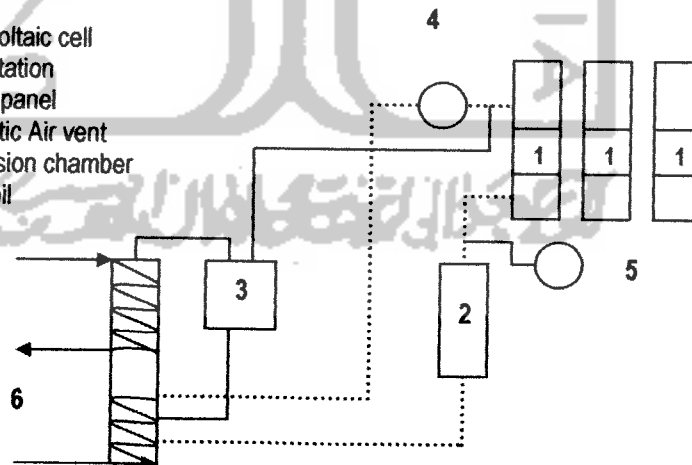 oltaic cell
tation
panel
tic Air vent
sion chamber
il
4
1 1 1
5
3
2
6